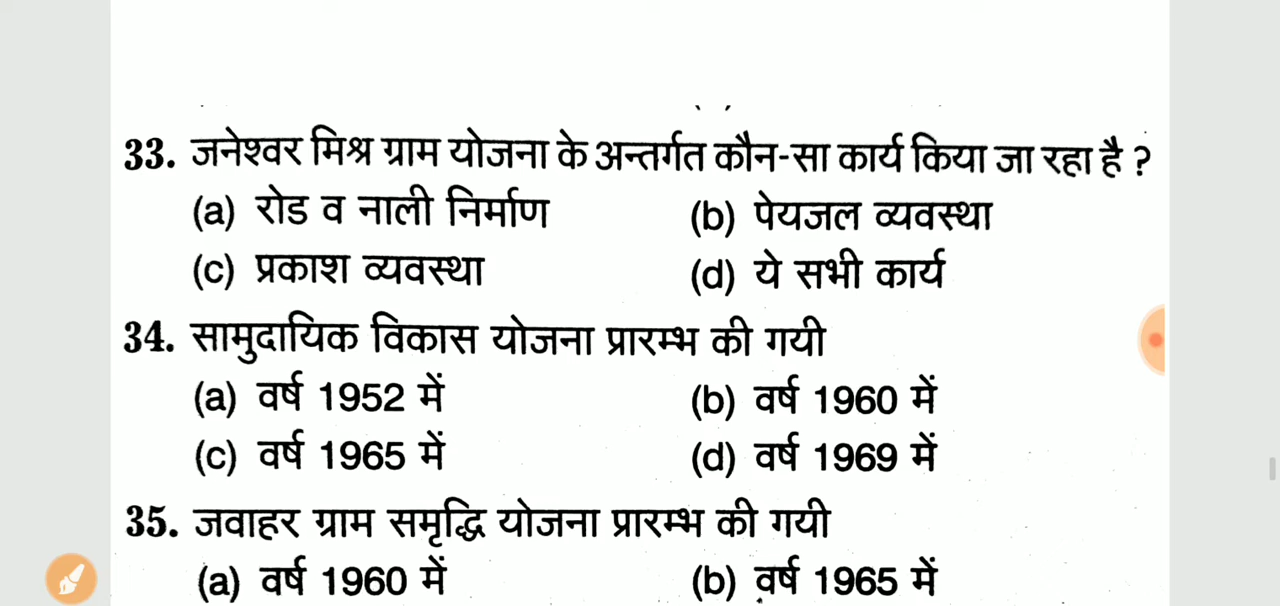 33. जनेश्वर मिश्र ग्राम योजना के अन्तर्गत कौन-सा कार्य किया जा रहा है ?
(a) रोड व नाली निर्माण (b) पेयजल व्यवस्था
(c) प्रकाश व्यवस्था (d) ये सभी कार्य
34. सामुदायिक विकास योजना प्रारम्भ की गयी
(a) वर्ष 1952 में (b) वर्ष 1960 में
(c) वर्ष 1965 में (d) वर्ष 1969 में
35. जवाहर ग्राम समृद्धि योजना प्रारम्भ की गयी
(a) वर्ष 1960 में (b) वर्ष 1965 में